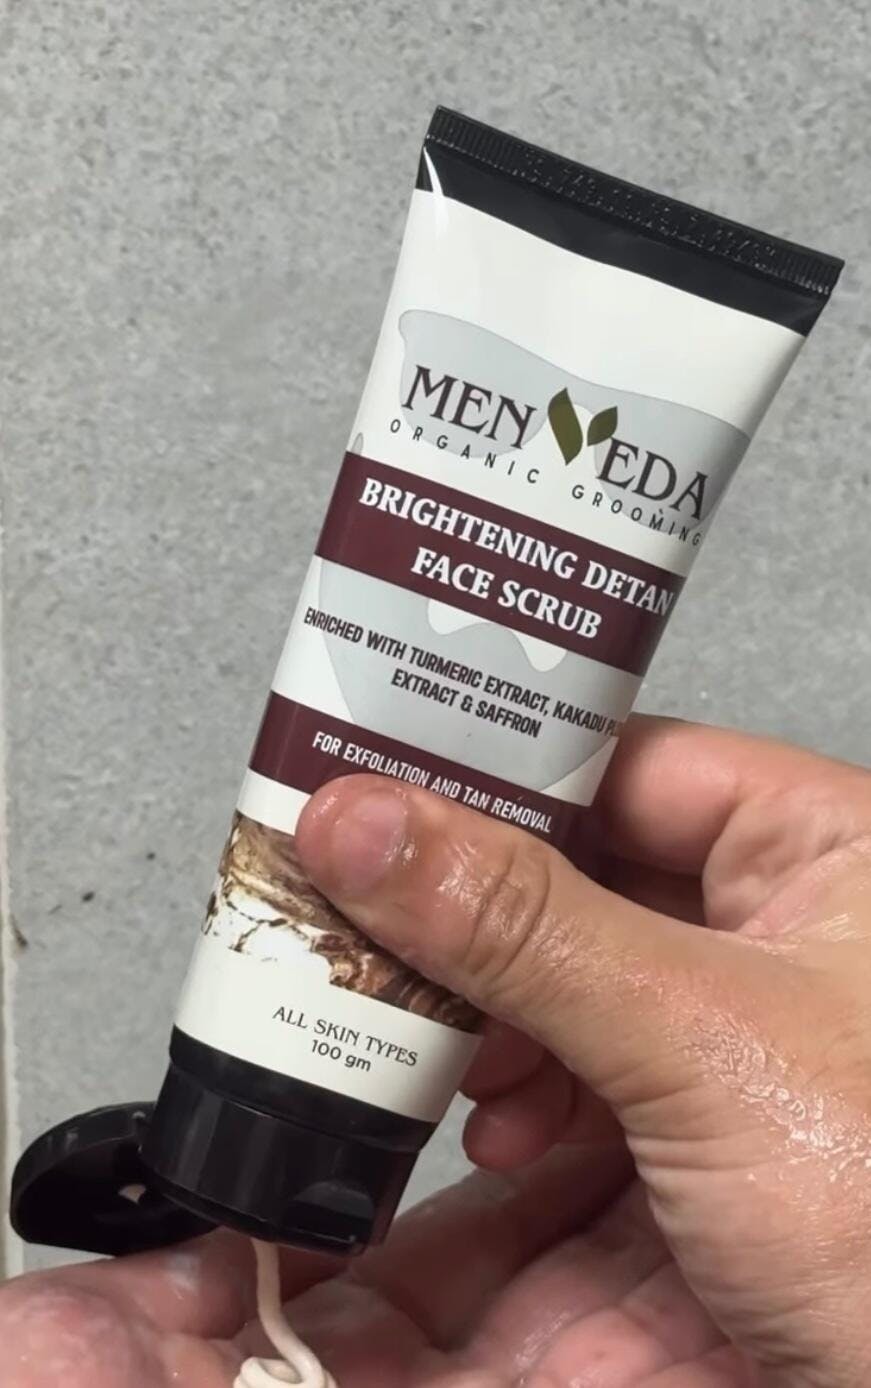 MEN VEDA
ORGANIC GROOMING
BRIGHTENING DETAN
FACE SCRUB
ENRICHED WITH TURMERIC EXTRACT, KAKADU
EXTRACT & SAFFRON
FOR EXFOLIATION AND TAN REMOVAL
ALL SKIN TYPES
100 gm